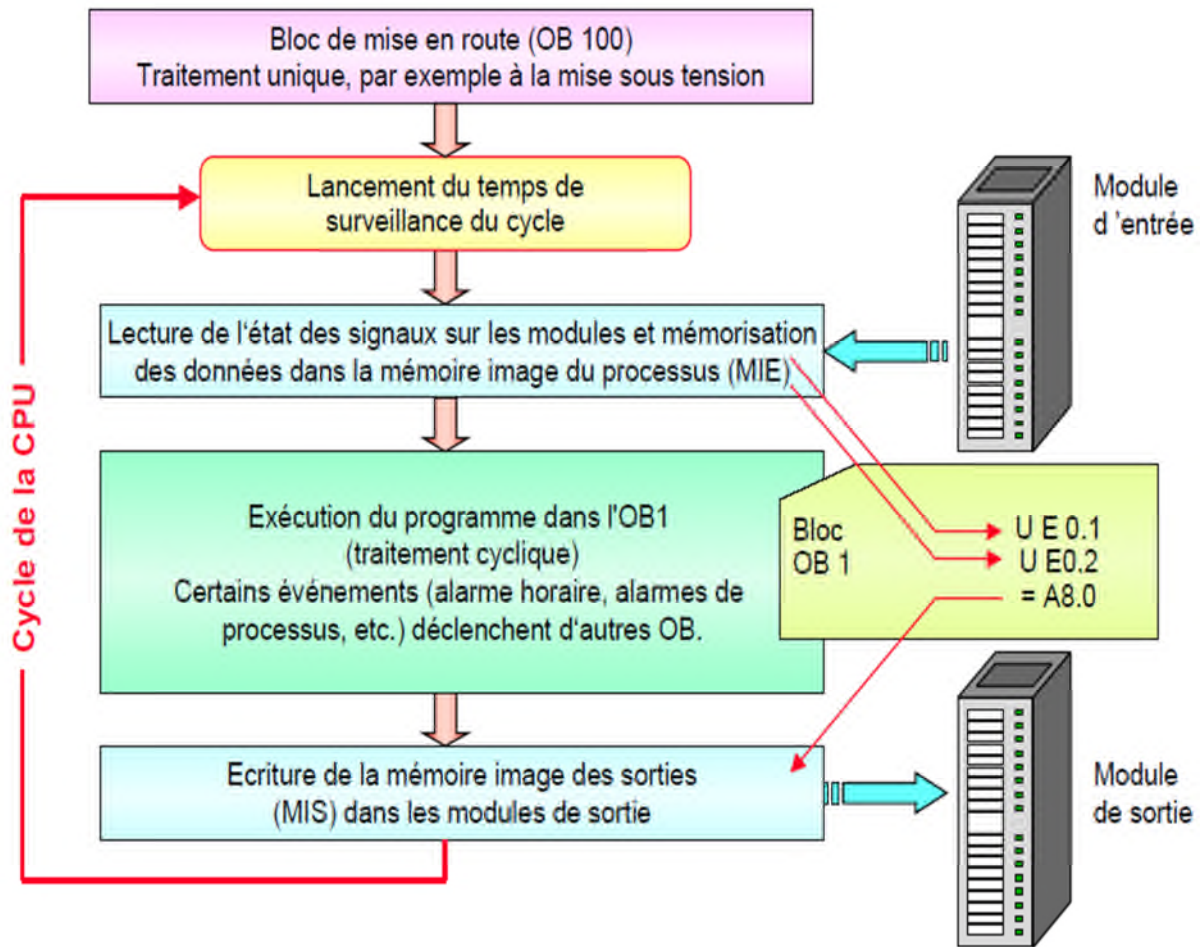 Bloc de mise en route (OB 100)
Traitement unique, par exemple à la mise sous tension
Lancement du temps de
surveillance du cycle
Module
d 'entrée
Lecture de l'état des signaux sur les modules et mémorisation
des données dans la mémoire image du processus (MIE)
Cycle de la CPU
Exécution du programme dans l'OB1
(traitement cyclique)
Certains événements (alarme horaire, alarmes de
processus, etc.) déclenchent d'autres OB.
Bloc
OB 1
U E 0.1
U E0.2
= A8.0
Ecriture de la mémoire image des sorties
(MIS) dans les modules de sortie
Module
de sortie